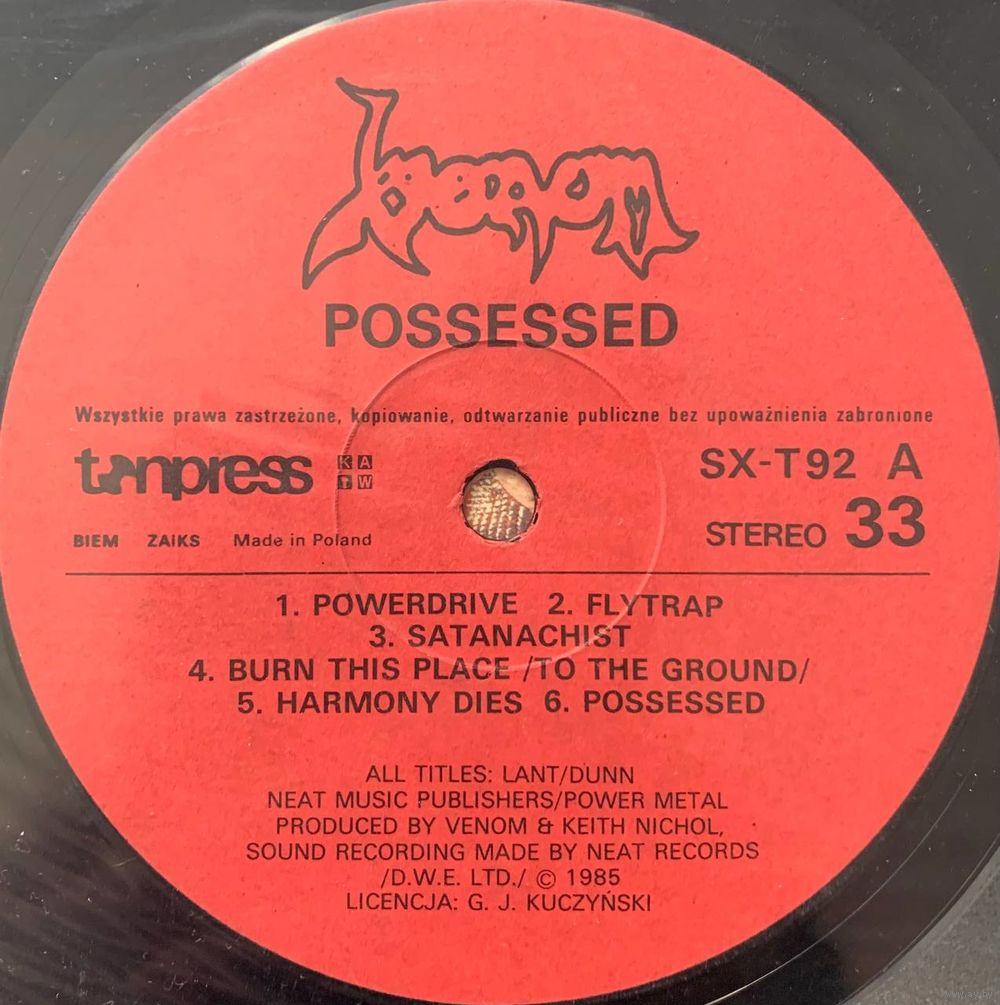 Venom
POSSESSED
Wszystkie prawa zastrzeżone, kopiowanie, odtwarzanie publiczne bez upoważnienia zabronione
tonpress KATW
SX-T92 A
BIEM ZAIKS Made in Poland
STEREO 33
1. POWERDRIVE 2. FLYTRAP
3. SATANACHIST
4. BURN THIS PLACE /TO THE GROUND/
5. HARMONY DIES 6. POSSESSED
ALL TITLES: LANT/DUNN
NEAT MUSIC PUBLISHERS/POWER METAL
PRODUCED BY VENOM & KEITH NICHOL,
SOUND RECORDING MADE BY NEAT RECORDS
/D.W.E. LTD./ © 1985
LICENCJA: G. J. KUCZYŃSKI